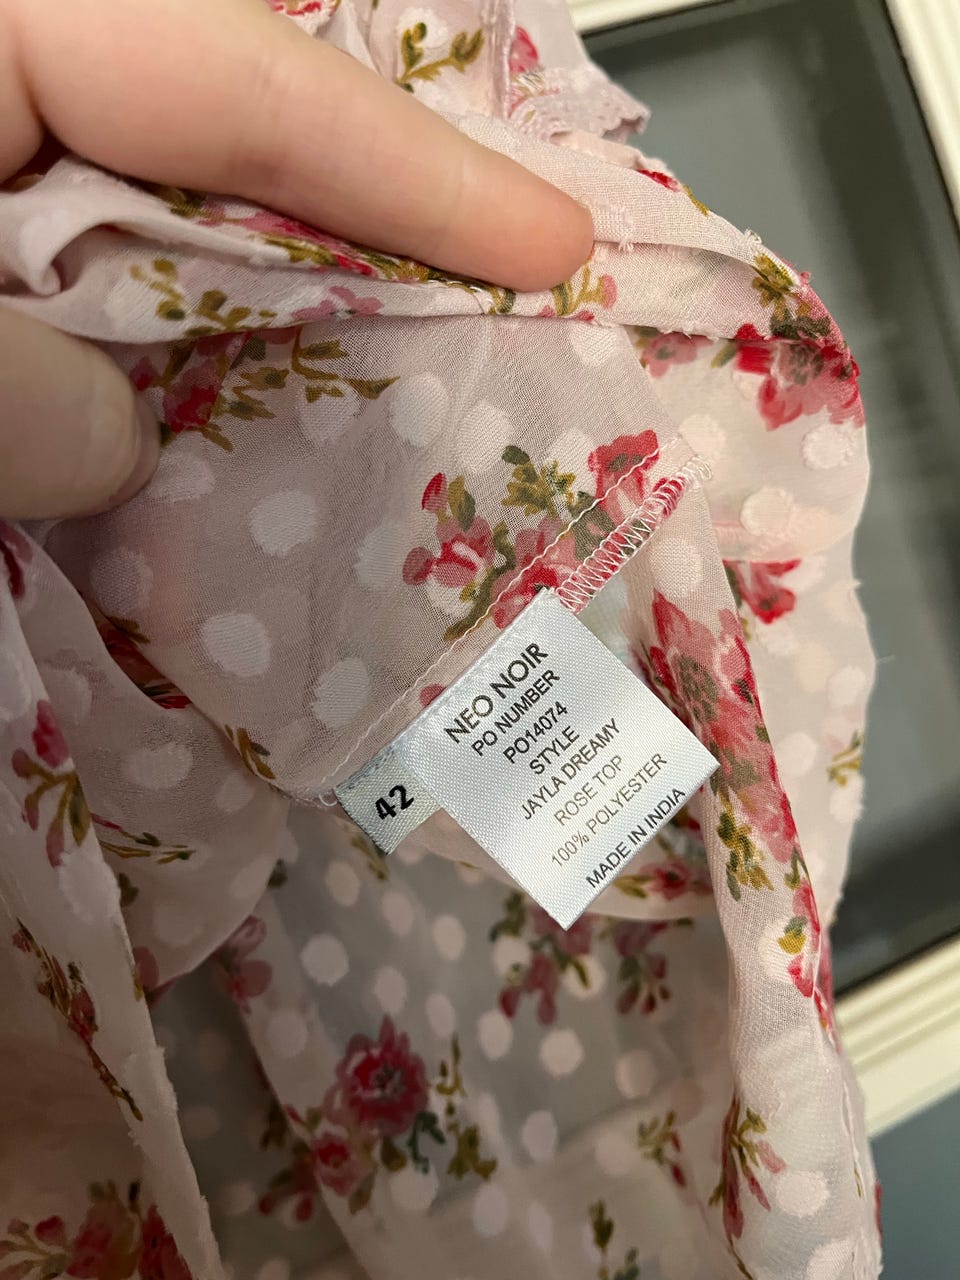 NEO NOIR
PO NUMBER
PO14074
STYLE
JAYLA DREAMY
ROSE TOP
100% POLYESTER
MADE IN INDIA
42